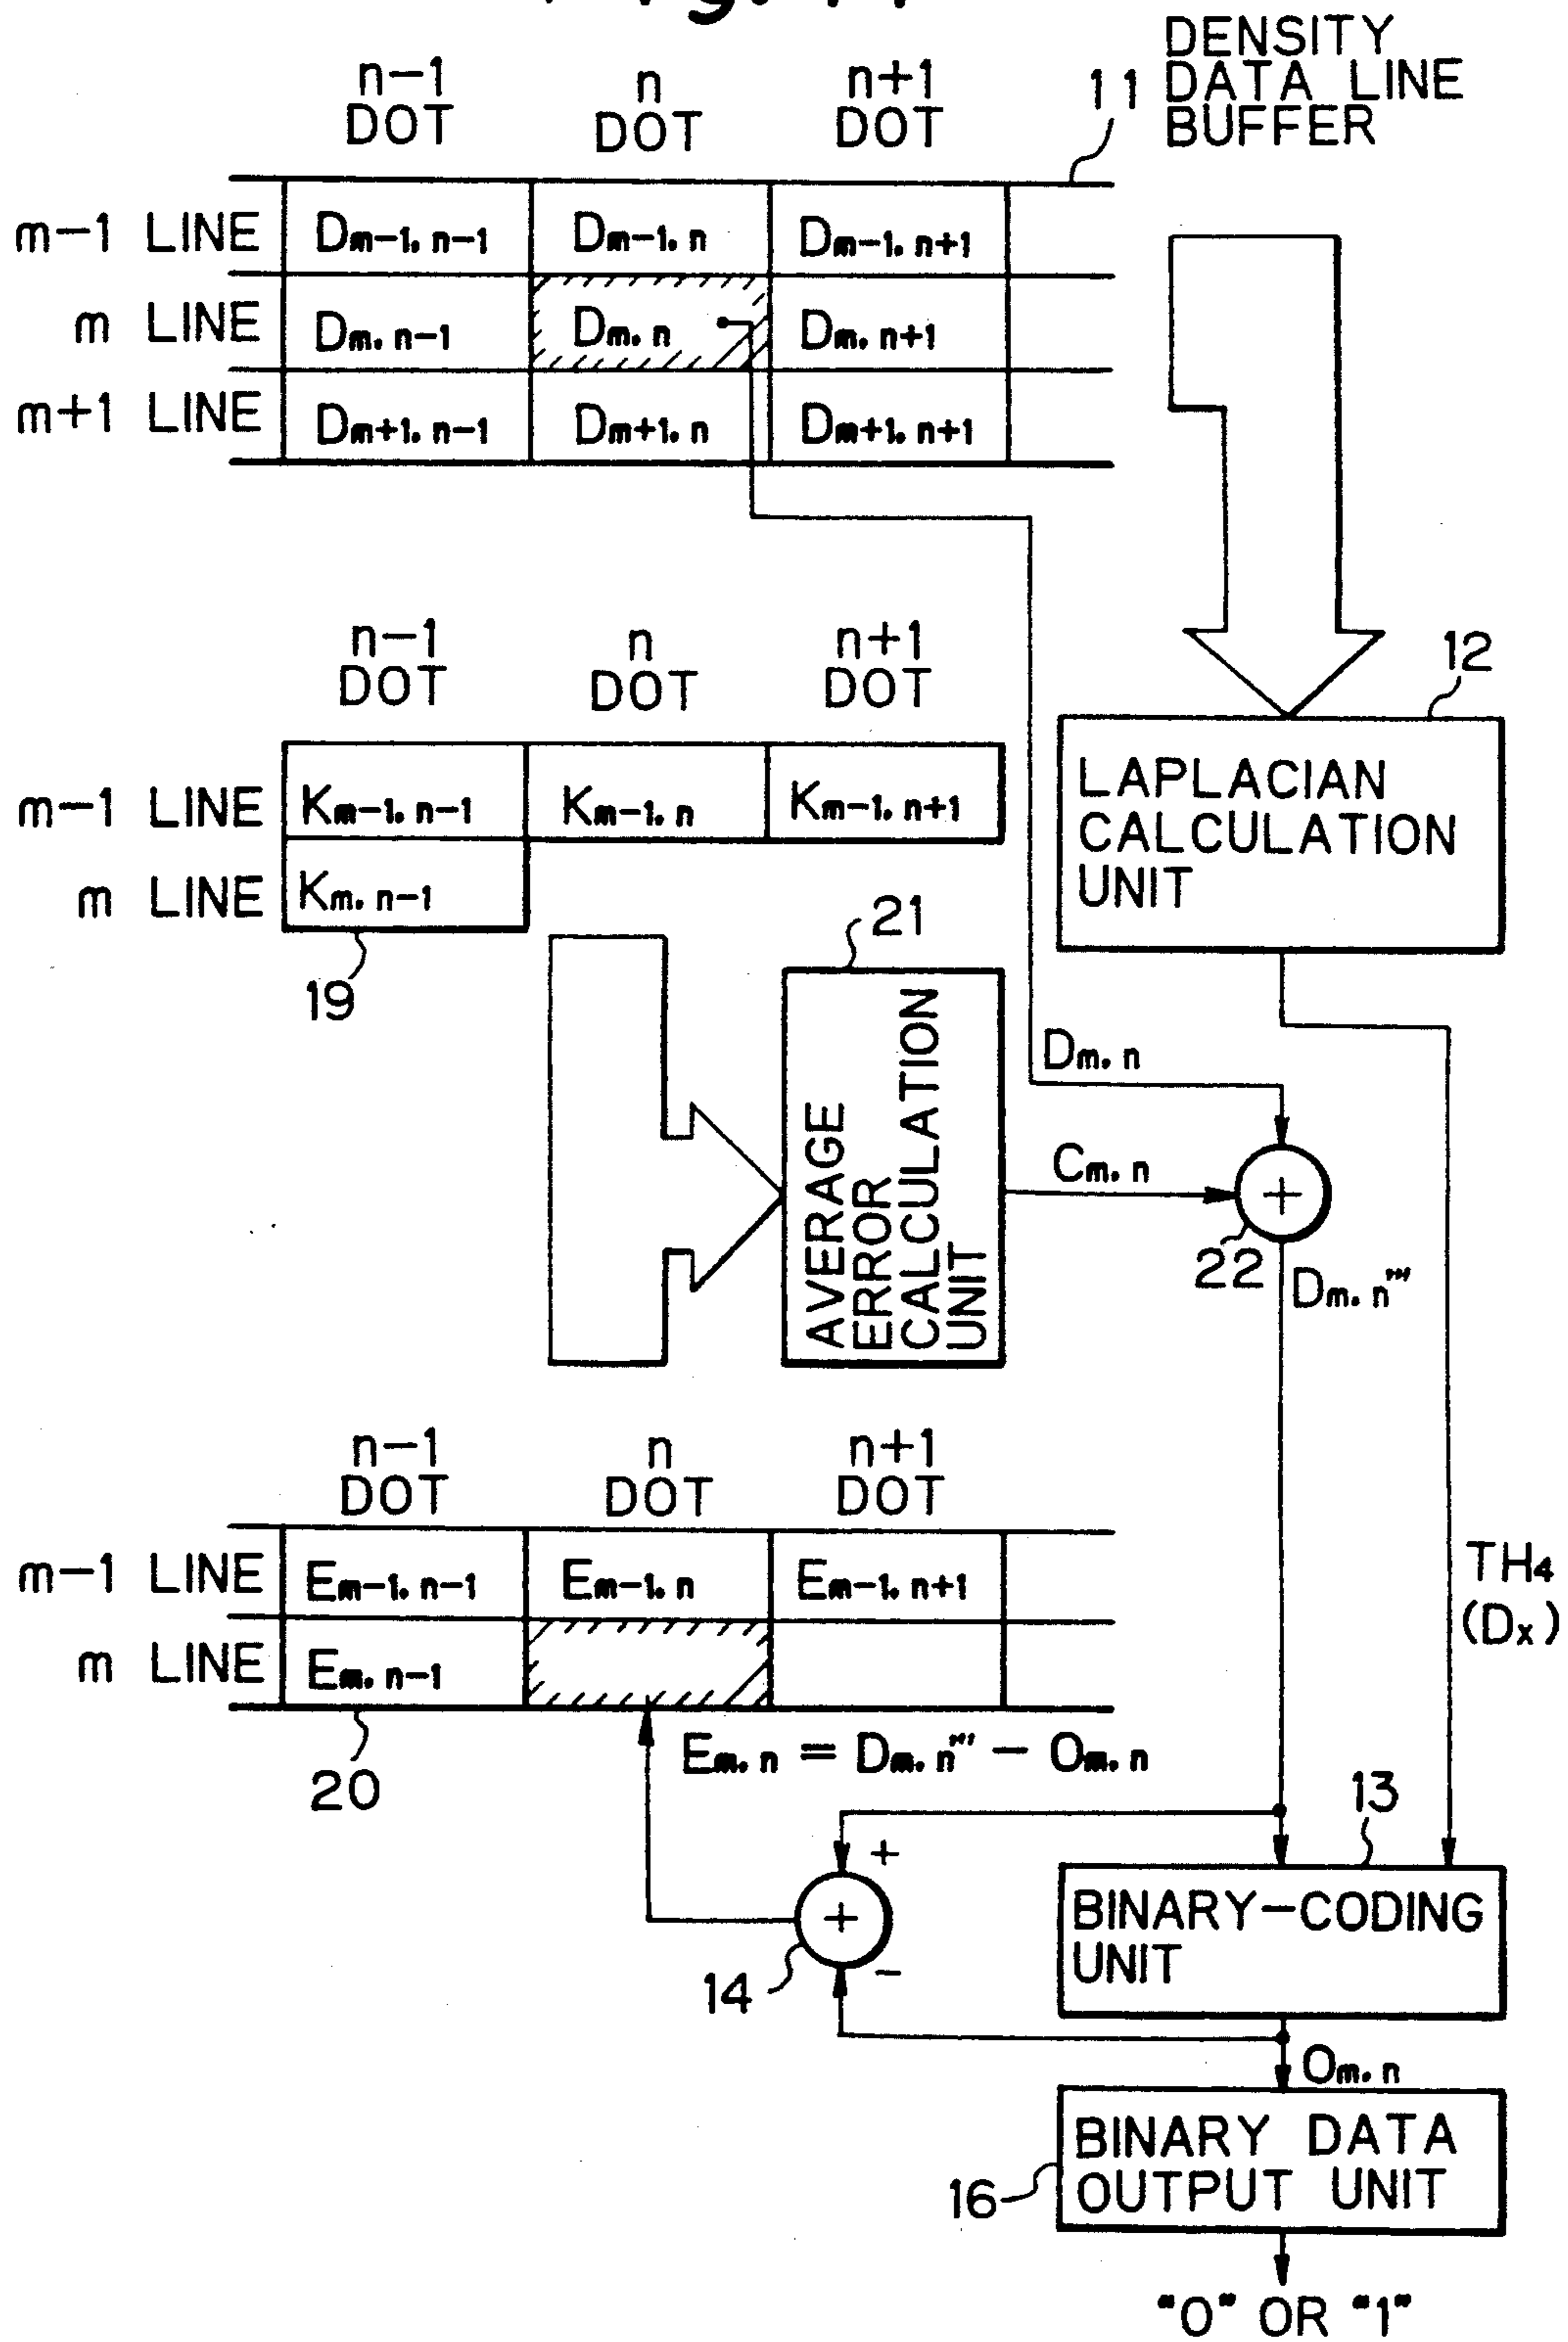 DENSITY
DATA LINE
BUFFER
11
n-1 DOT
n DOT
n+1 DOT
m-1 LINE Dm-1.n-1 Dm-1.n Dm-1.n+1
m LINE Dm.n-1 Dm.n Dm.n+1
m+1 LINE Dm+1.n-1 Dm+1.n Dm+1.n+1
n-1 DOT
n DOT
n+1 DOT
m-1 LINE Km-1.n-1 Km-1.n Km-1.n+1
m LINE Km.n-1
19
12
LAPLACIAN
CALCULATION
UNIT
21
AVERAGE
ERROR
CALCULATION
UNIT
Dm.n
Cm.n
+
22
Dm.n'''
TH4
(Dx)
n-1 DOT
n DOT
n+1 DOT
m-1 LINE Em-1.n-1 Em-1.n Em-1.n+1
m LINE Em.n-1
20
Em.n = Dm.n''' - Om.n
+
+
-
14
13
BINARY-CODING
UNIT
Om.n
16
BINARY DATA
OUTPUT UNIT
"0" OR "1"